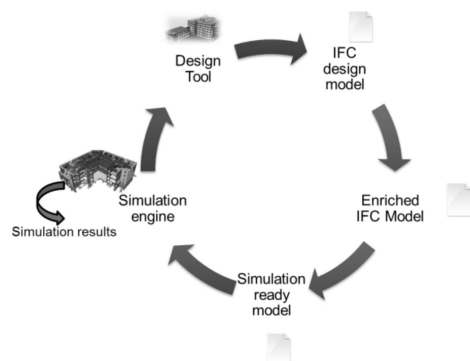 Design
Tool
IFC
design
model
Enriched
IFC Model
Simulation
ready
model
Simulation
engine
Simulation results